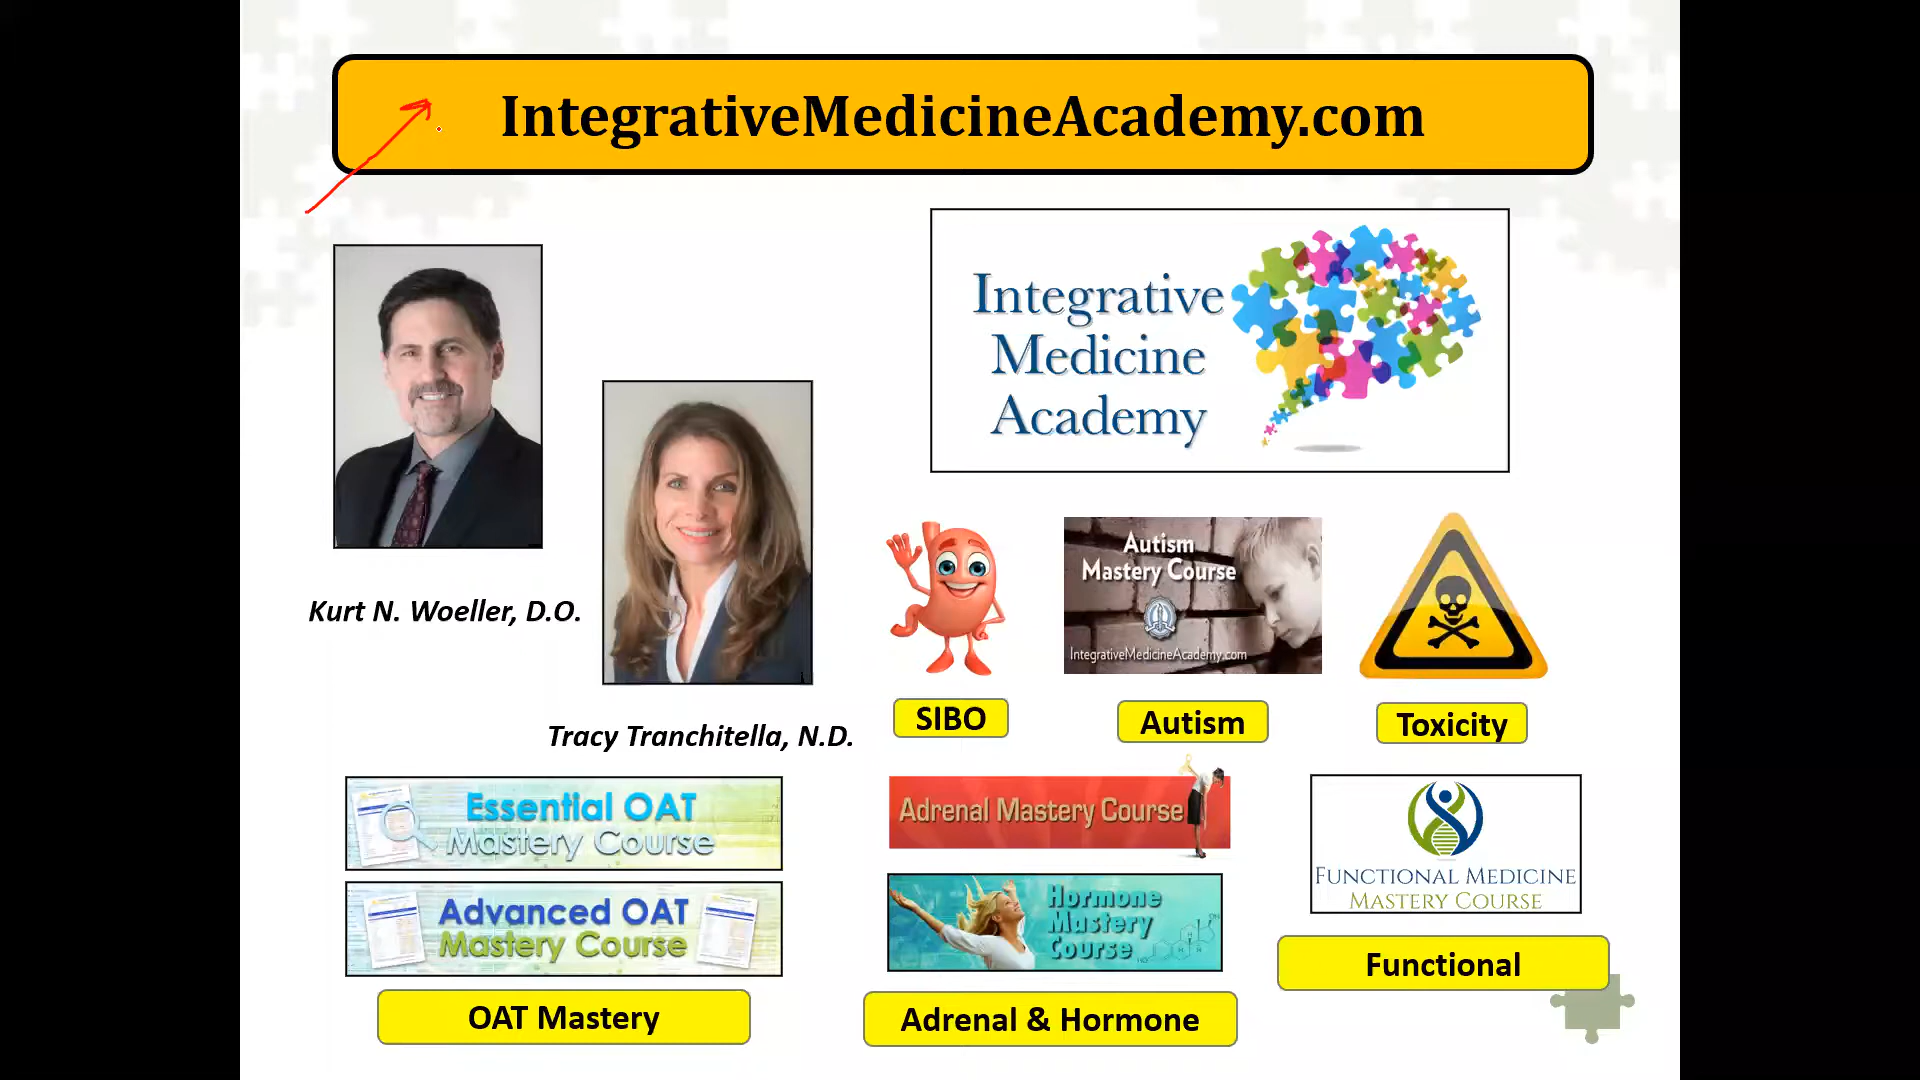 IntegrativeMedicineAcademy.com
Integrative
Medicine
Academy
Kurt N. Woeller, D.O.
Tracy Tranchitella, N.D.
Autism
Mastery Course
IntegrativeMedicineAcademy.com
SIBO
Autism
Toxicity
Essential OAT
Mastery Course
Advanced OAT
Mastery Course
OAT Mastery
Adrenal Mastery Course
Hormone
Mastery
Course
Adrenal & Hormone
FUNCTIONAL MEDICINE
MASTERY COURSE
Functional